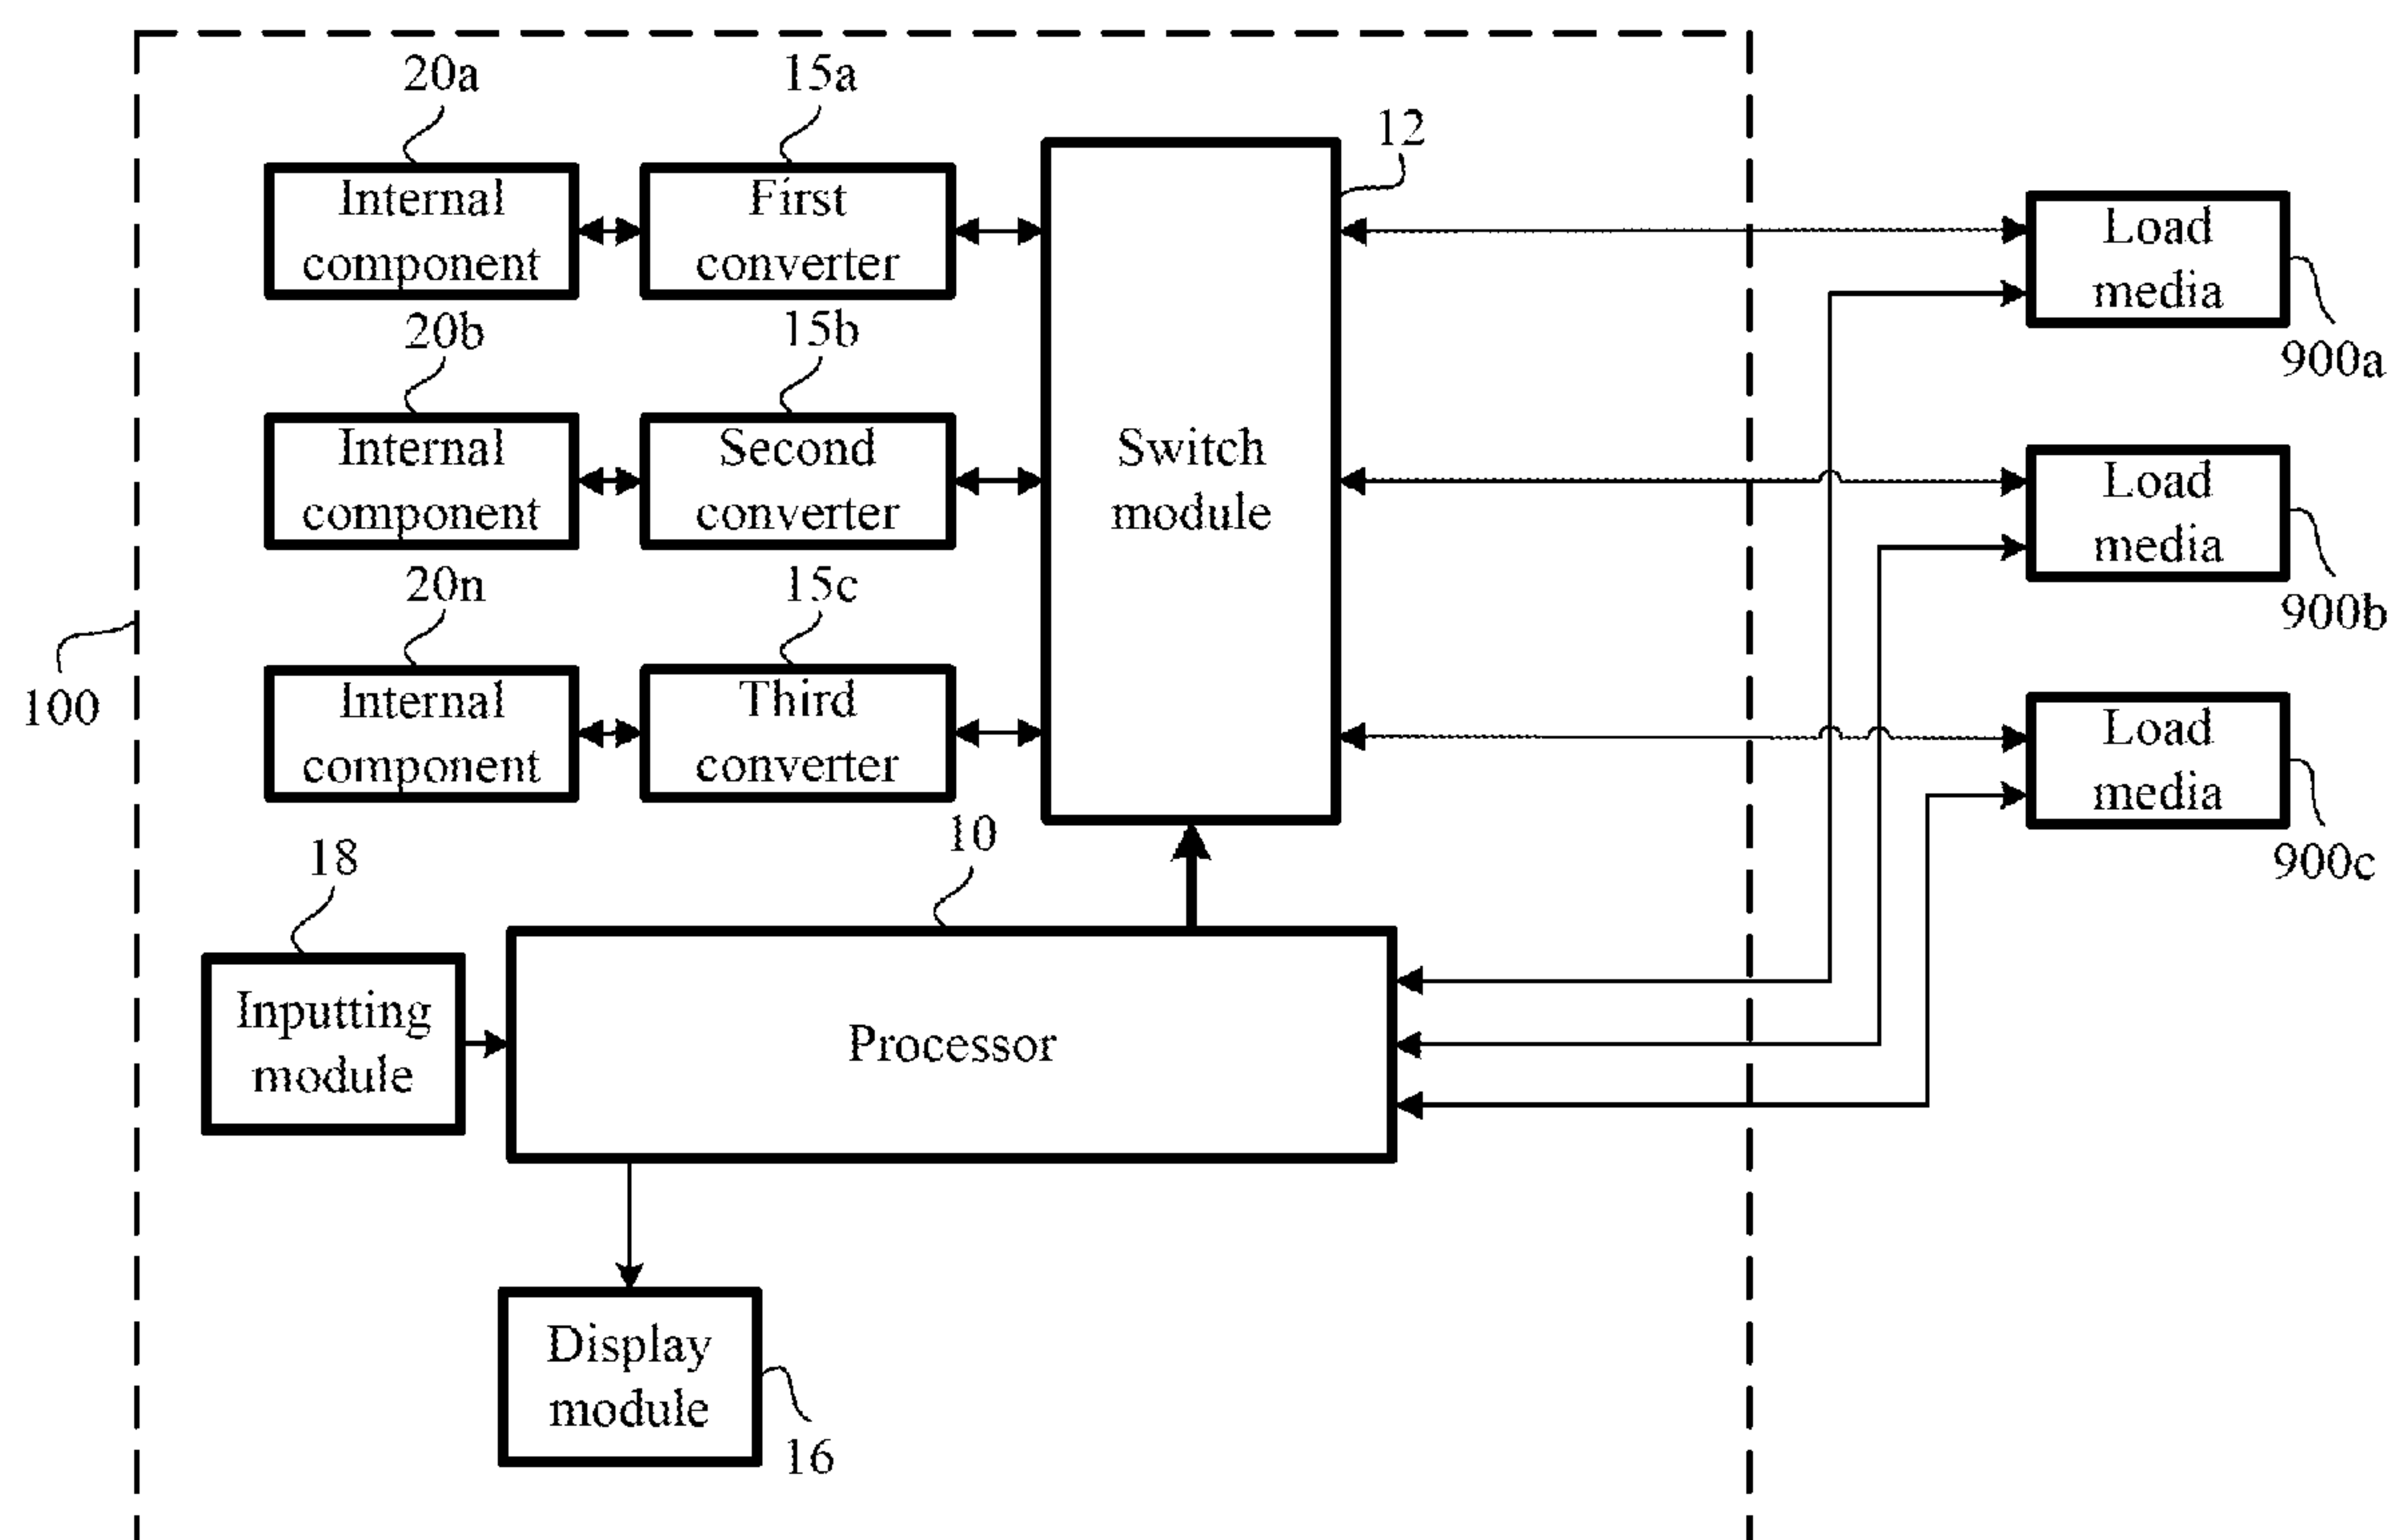 20a
15a
12
Internal
component
First
converter
Load
media
900a
20b
15b
Internal
component
Second
converter
Switch
module
Load
media
900b
20n
15c
Internal
component
Third
converter
Load
media
900c
100
18
10
Inputting
module
Processor
Display
module
16